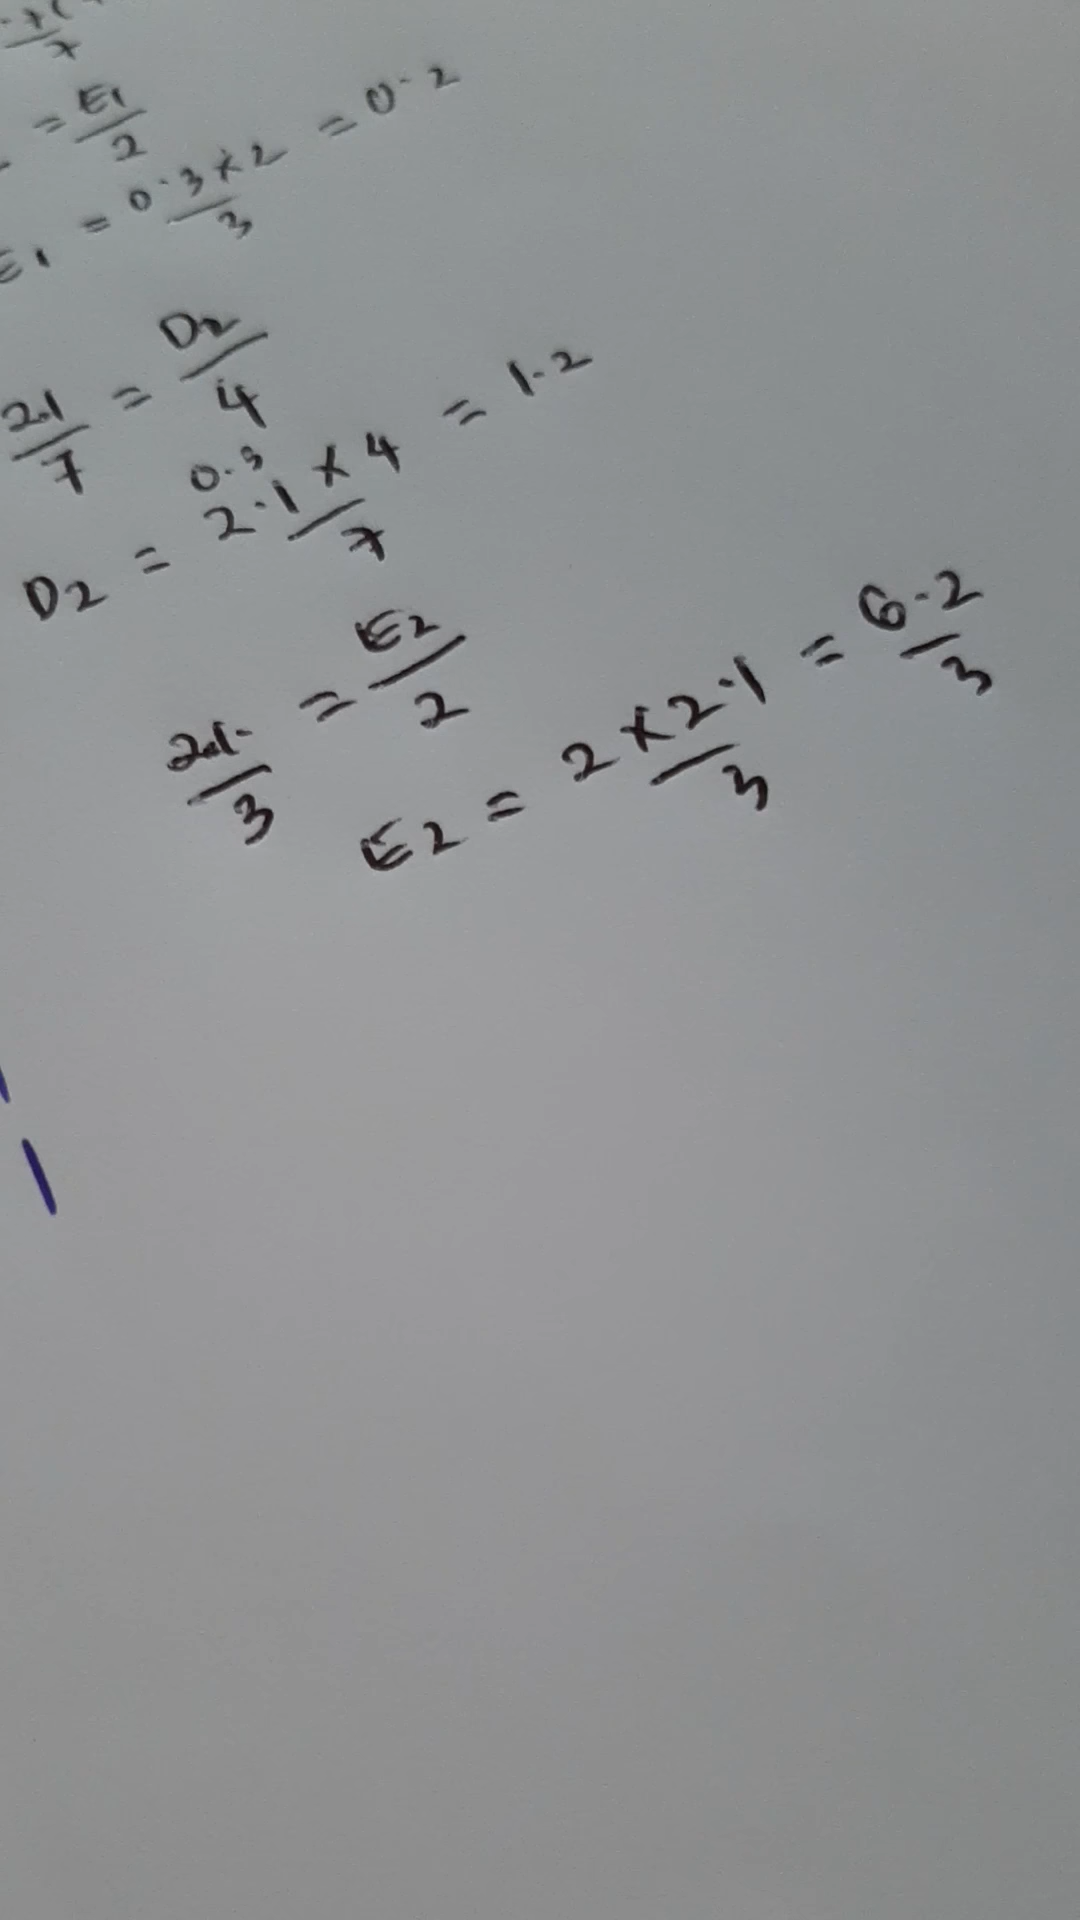 = E1/2
E1 = 0.3×2/3 = 0.2
2.1/7 = D2/4
0.3
D2 = 2.1×4/7 = 1.2
2.1/3 = E2/2
E2 = 2×2.1/3 = 6.2/3